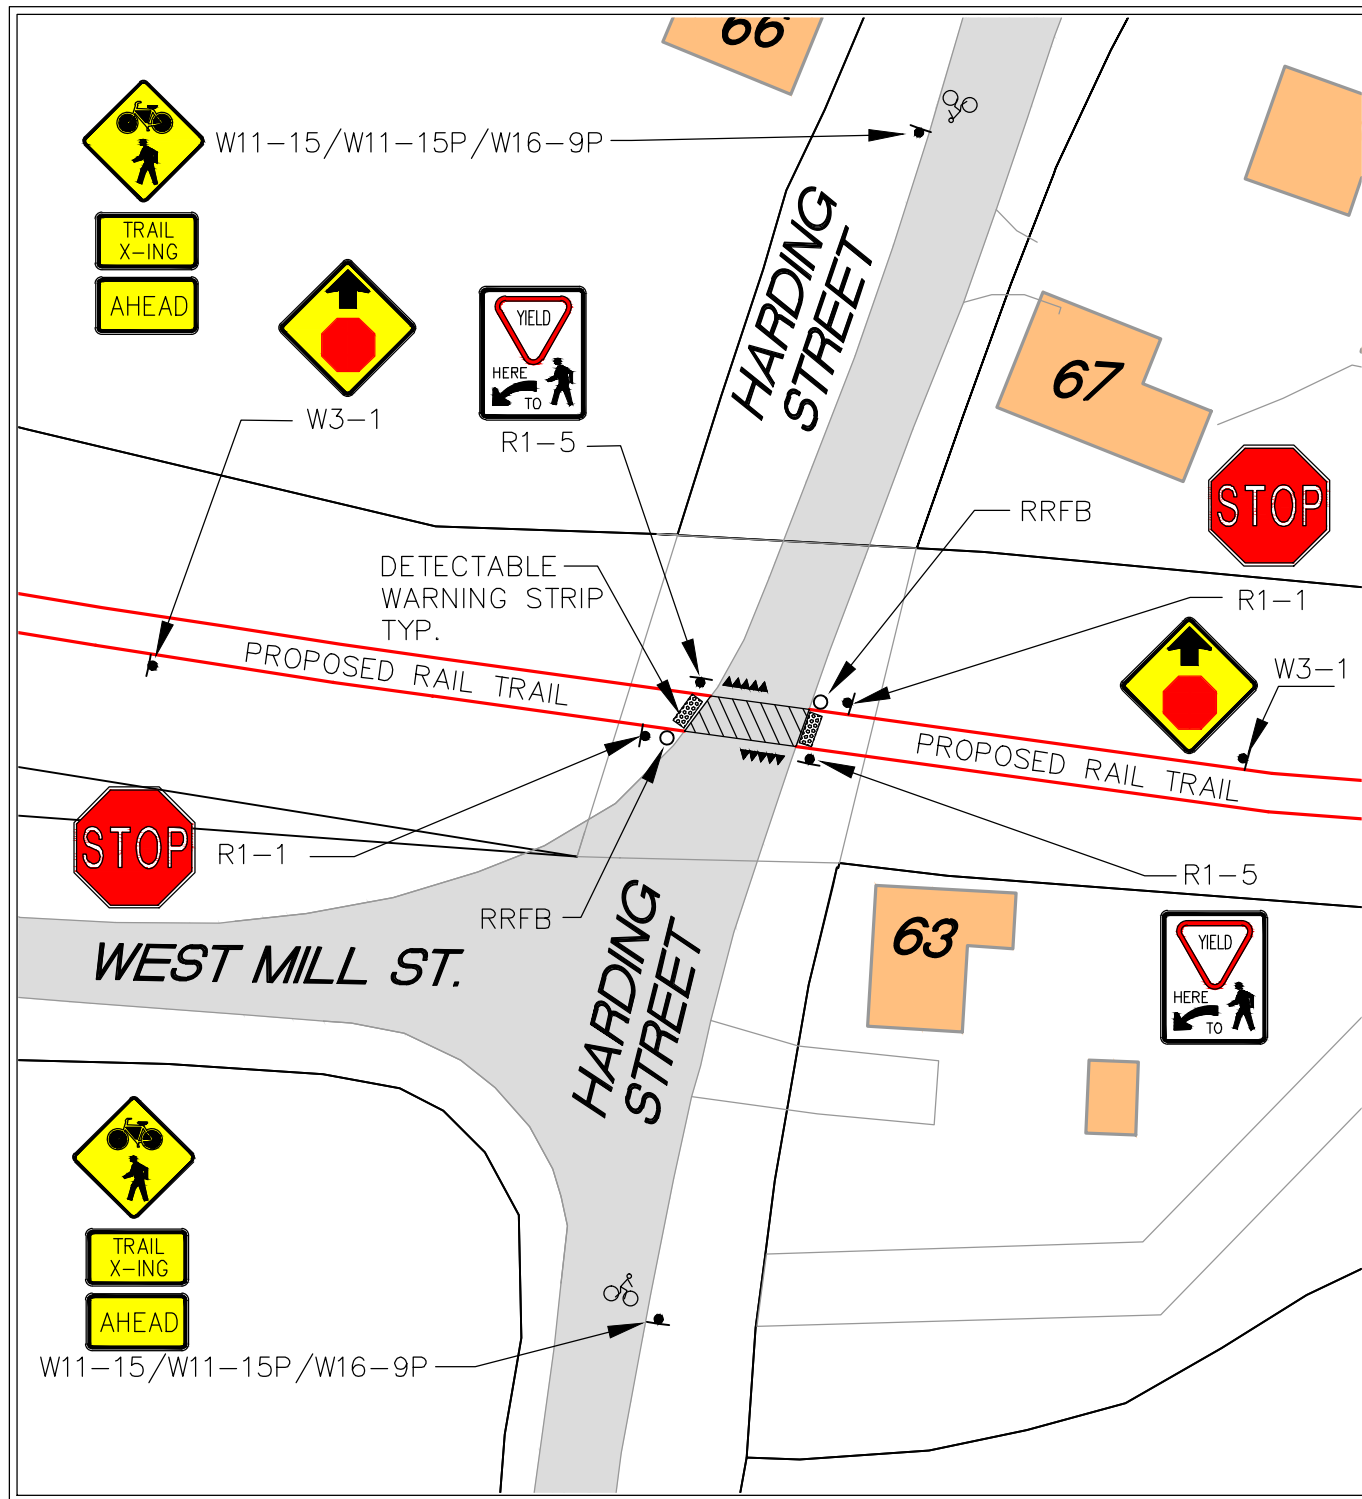 66
W11-15/W11-15P/W16-9P
TRAIL
X-ING
AHEAD
HARDING
STREET
YIELD
HERE
TO
67
W3-1
R1-5
STOP
RRFB
DETECTABLE
WARNING STRIP
TYP.
R1-1
PROPOSED RAIL TRAIL
W3-1
PROPOSED RAIL TRAIL
STOP
R1-1
R1-5
RRFB
63
WEST MILL ST.
HARDING
STREET
YIELD
HERE
TO
TRAIL
X-ING
AHEAD
W11-15/W11-15P/W16-9P